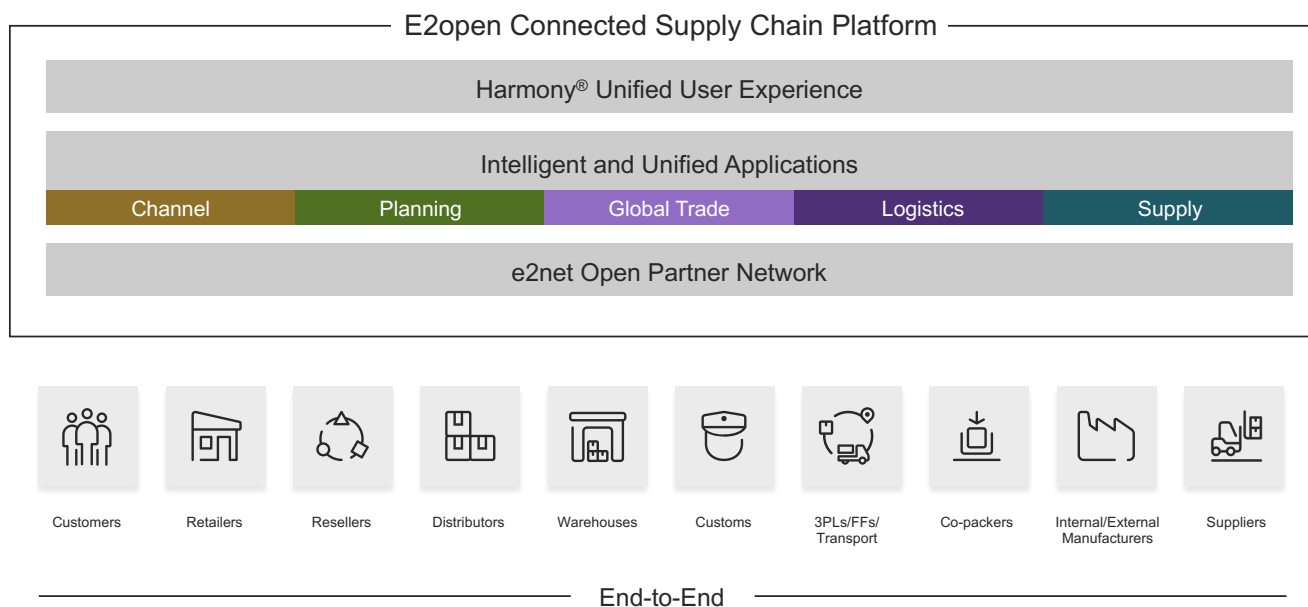 E2open Connected Supply Chain Platform
Harmony® Unified User Experience
Intelligent and Unified Applications
Channel
Planning
Global Trade
Logistics
Supply
e2net Open Partner Network
Customers
Retailers
Resellers
Distributors
Warehouses
Customs
3PLs/FFs/
Transport
Co-packers
Internal/External
Manufacturers
Suppliers
End-to-End